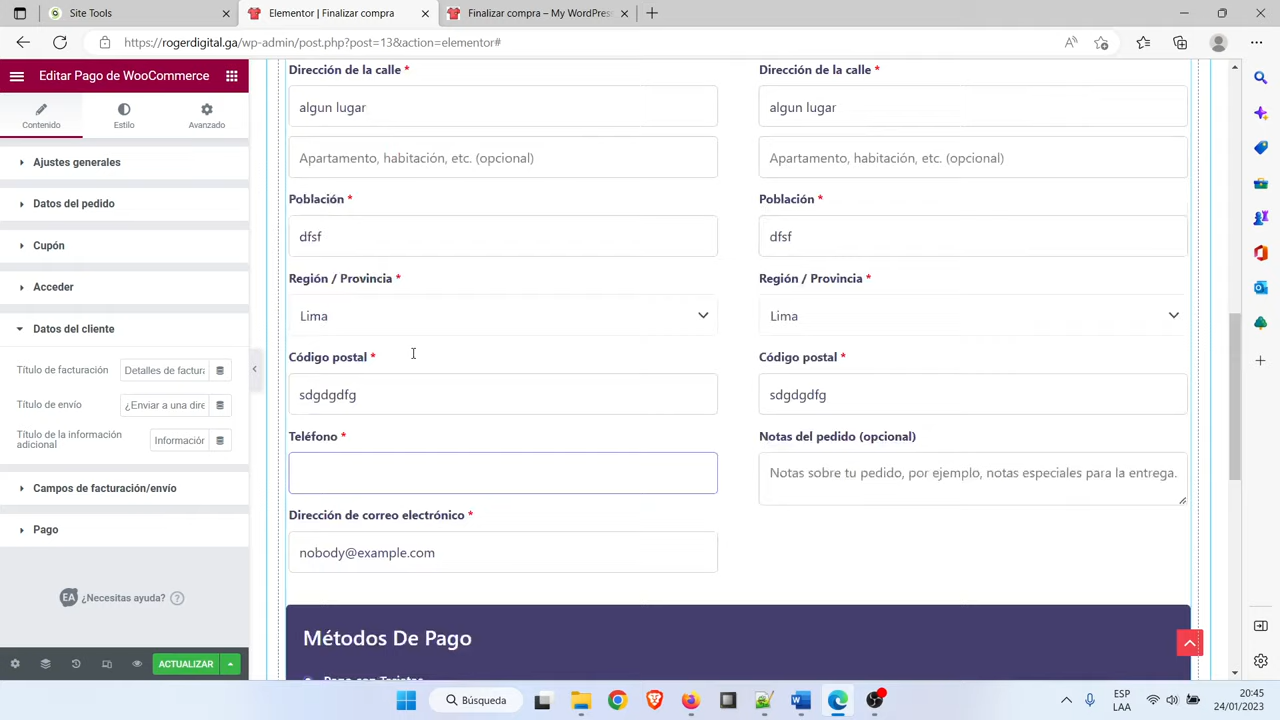 Site Tools
Elementor | Finalizar compra
Finalizar compra – My WordPres
https://rogerdigital.ga/wp-admin/post.php?post=13&action=elementor#
Editar Pago de WooCommerce
Contenido
Estilo
Avanzado
Ajustes generales
Datos del pedido
Cupón
Acceder
Datos del cliente
Título de facturación
Detalles de factura
Título de envío
¿Enviar a una dire
Título de la información
adicional
Información
Campos de facturación/envío
Pago
EA ¿Necesitas ayuda? ?
ACTUALIZAR
Dirección de la calle *
algun lugar
Apartamento, habitación, etc. (opcional)
Población *
dfsf
Región / Provincia *
Lima
Código postal *
sdgdgdfg
Teléfono *
Dirección de correo electrónico *
nobody@example.com
Dirección de la calle *
algun lugar
Apartamento, habitación, etc. (opcional)
Población *
dfsf
Región / Provincia *
Lima
Código postal *
sdgdgdfg
Notas del pedido (opcional)
Notas sobre tu pedido, por ejemplo, notas especiales para la entrega.
Métodos De Pago
Búsqueda
ESP
LAA
20:45
24/01/2023